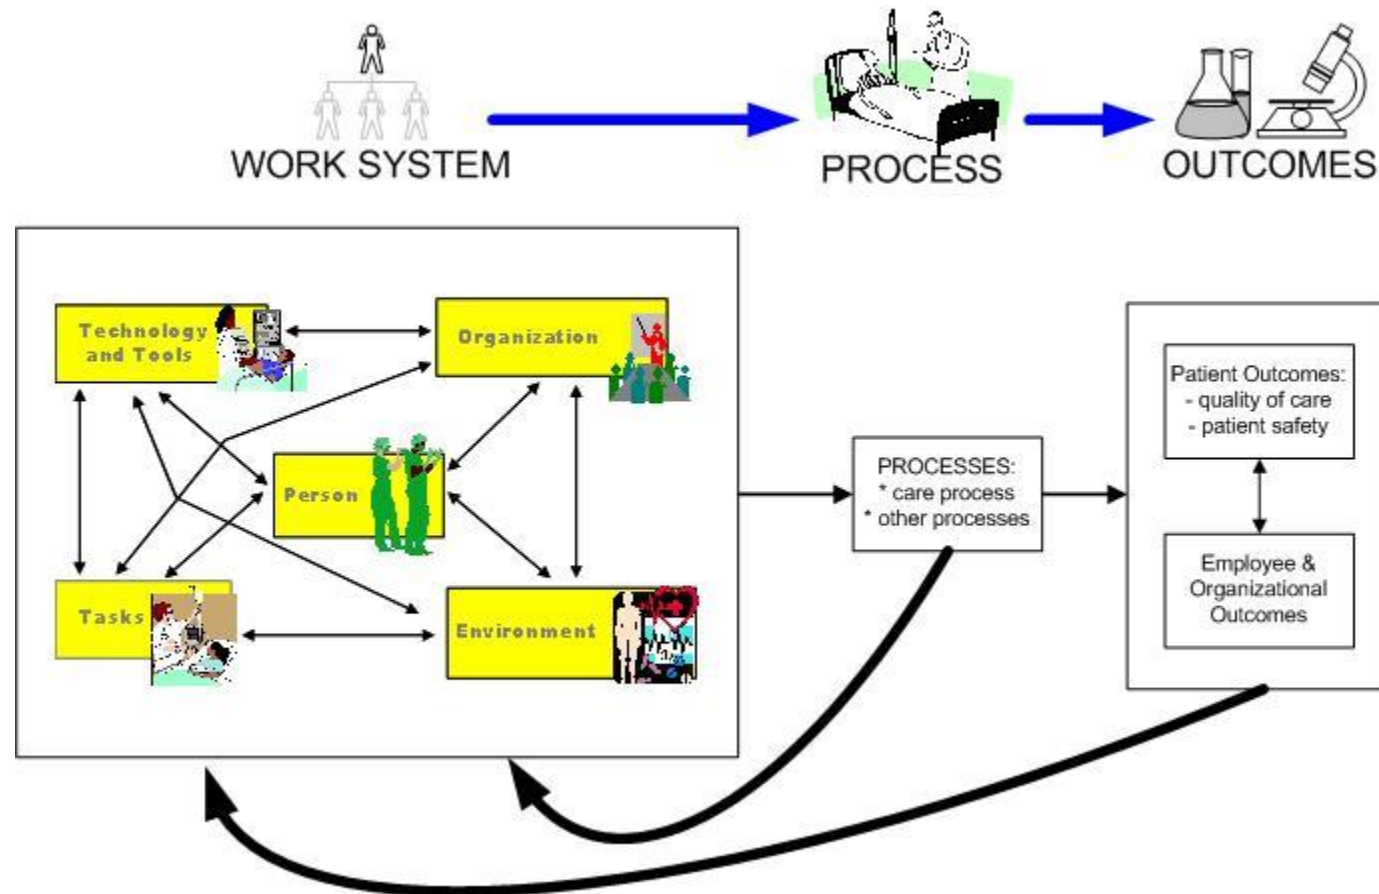 WORK SYSTEM
PROCESS
OUTCOMES
Technology
and Tools
Organization
Person
Tasks
Environment
PROCESSES:
* care process
* other processes
Patient Outcomes:
- quality of care
- patient safety
Employee &
Organizational
Outcomes